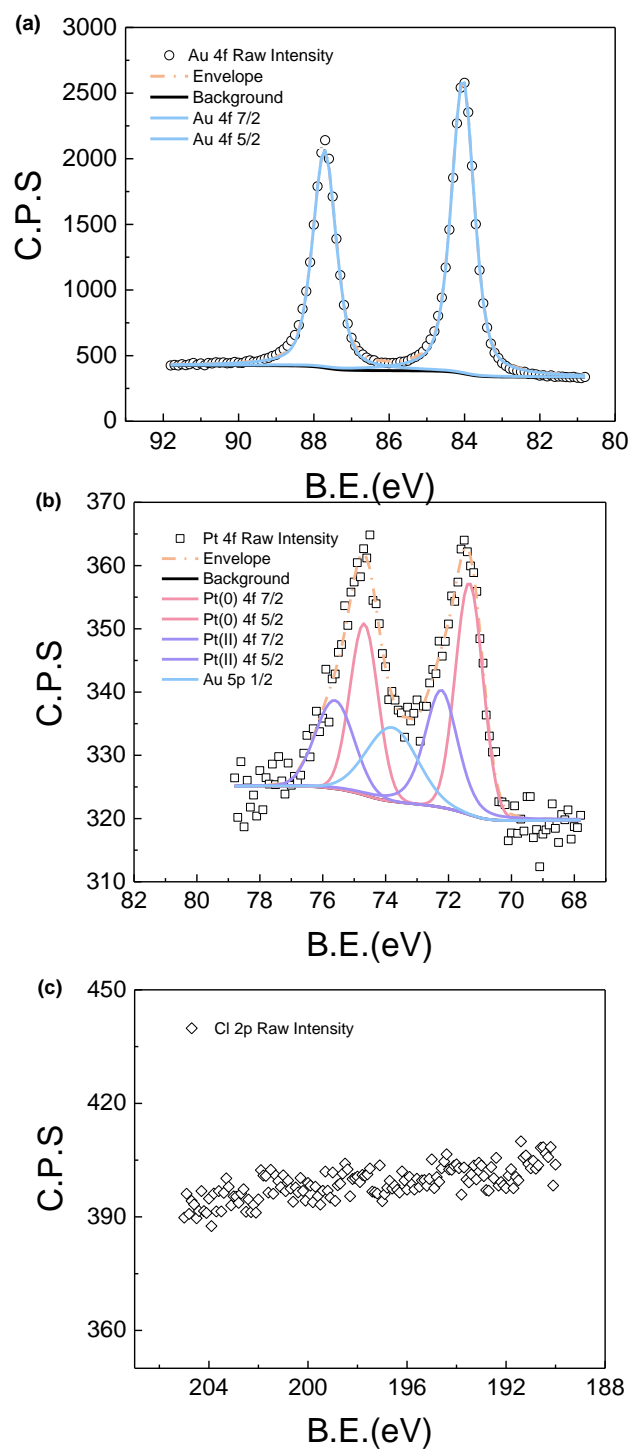 (a)
3000
2500
2000
1500
1000
500
0
C.P.S
Au 4f Raw Intensity
Envelope
Background
Au 4f 7/2
Au 4f 5/2
92 90 88 86 84 82 80
B.E.(eV)
(b)
370
360
350
340
330
320
310
C.P.S
Pt 4f Raw Intensity
Envelope
Background
Pt(0) 4f 7/2
Pt(0) 4f 5/2
Pt(II) 4f 7/2
Pt(II) 4f 5/2
Au 5p 1/2
82 80 78 76 74 72 70 68
B.E.(eV)
(c)
450
420
390
360
C.P.S
Cl 2p Raw Intensity
204 200 196 192 188
B.E.(eV)